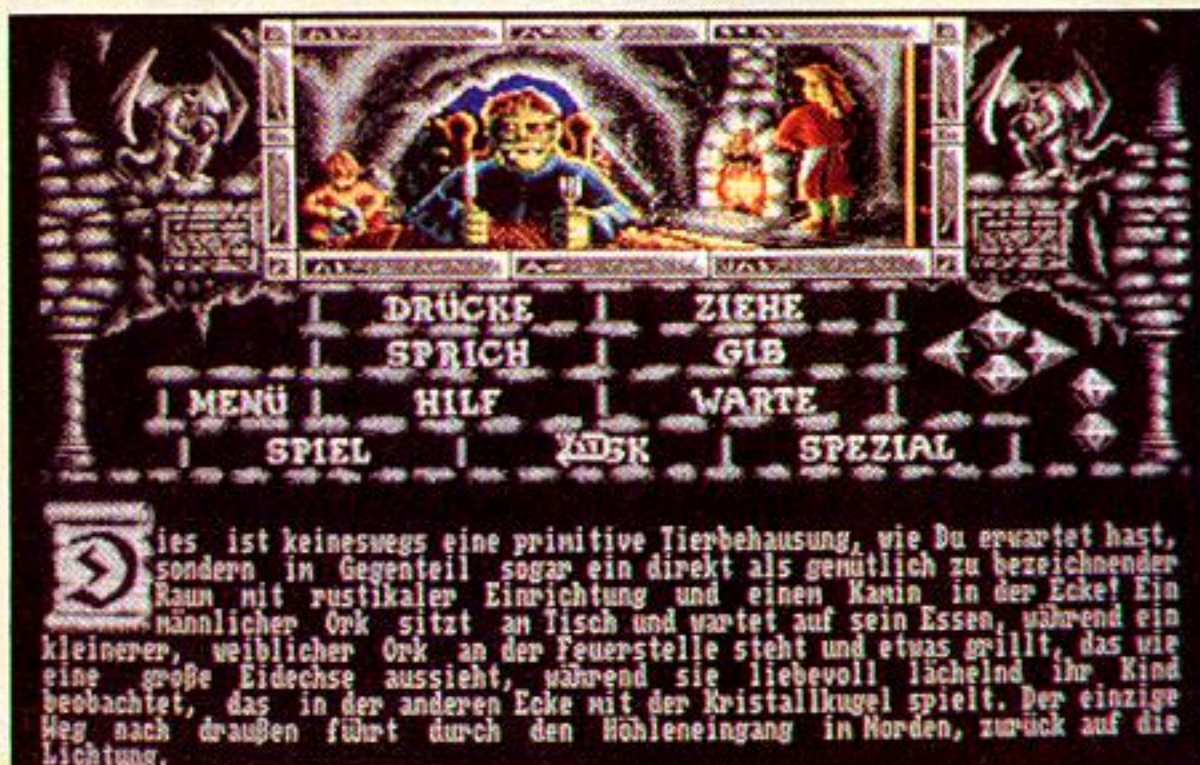 DRÜCKE ZIEHE
SPRICH GIB
MENÜ HILF WARTE
SPIEL SPEZIAL
Dies ist keineswegs eine primitive Tierbehausung, wie Du erwartet hast,
sondern im Gegenteil sogar ein direkt als gemütlich zu bezeichnender
Raum mit rustikaler Einrichtung und einem Kamin in der Ecke! Ein
männlicher Ork sitzt am Tisch und wartet auf sein Essen, während ein
kleinerer, weiblicher Ork an der Feuerstelle steht und etwas grillt, das wie
eine große Eidechse aussieht, während sie liebevoll lächelnd ihr Kind
beobachtet, das in der anderen Ecke mit der Kristallkugel spielt. Der einzige
Weg nach draußen führt durch den Höhleneingang im Norden, zurück auf die
Lichtung.